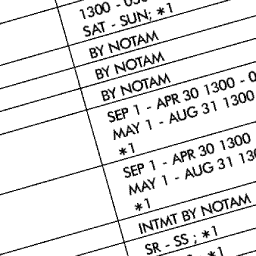 1300 - 
SAT - SUN; *1
BY NOTAM
BY NOTAM
BY NOTAM
SEP 1 - APR 30 1300 -
MAY 1 - AUG 31 1300
*1
SEP 1 - APR 30 1300
MAY 1 - AUG 31
*1
INTMT BY NOTAM
SR - SS ; *1
*1